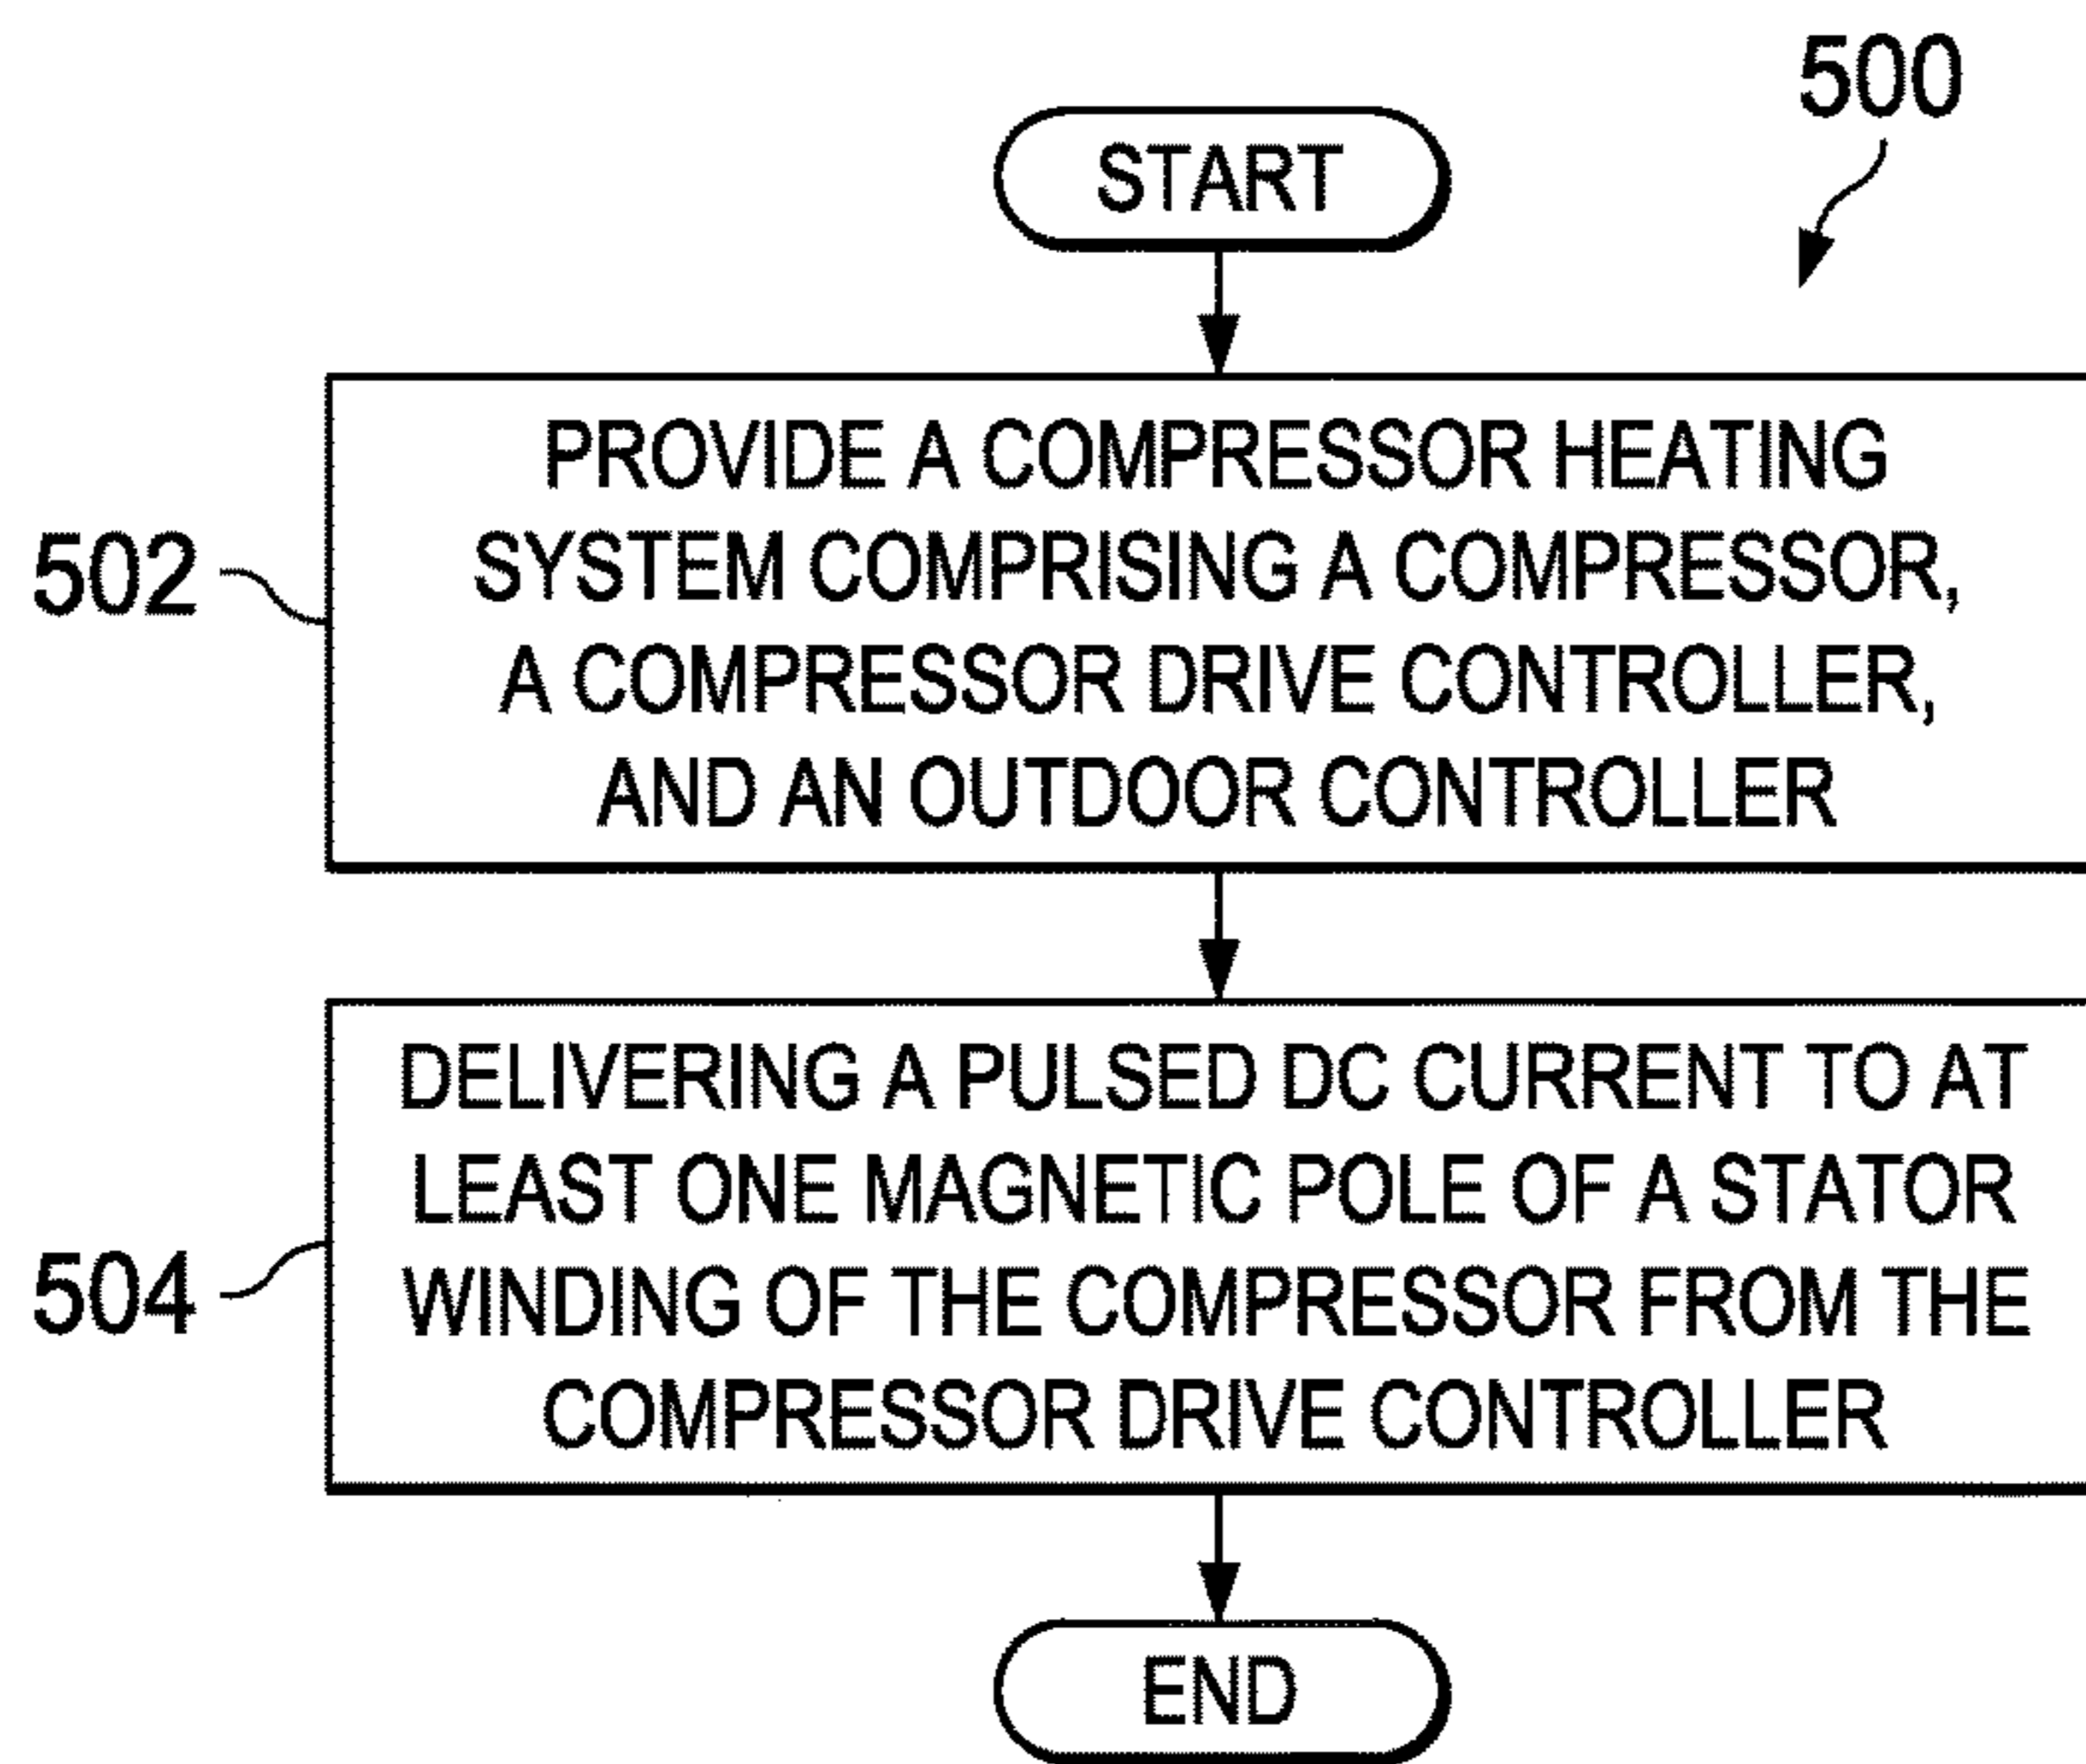 500
START
PROVIDE A COMPRESSOR HEATING
SYSTEM COMPRISING A COMPRESSOR,
A COMPRESSOR DRIVE CONTROLLER,
AND AN OUTDOOR CONTROLLER
502
DELIVERING A PULSED DC CURRENT TO AT
LEAST ONE MAGNETIC POLE OF A STATOR
WINDING OF THE COMPRESSOR FROM THE
COMPRESSOR DRIVE CONTROLLER
504
END